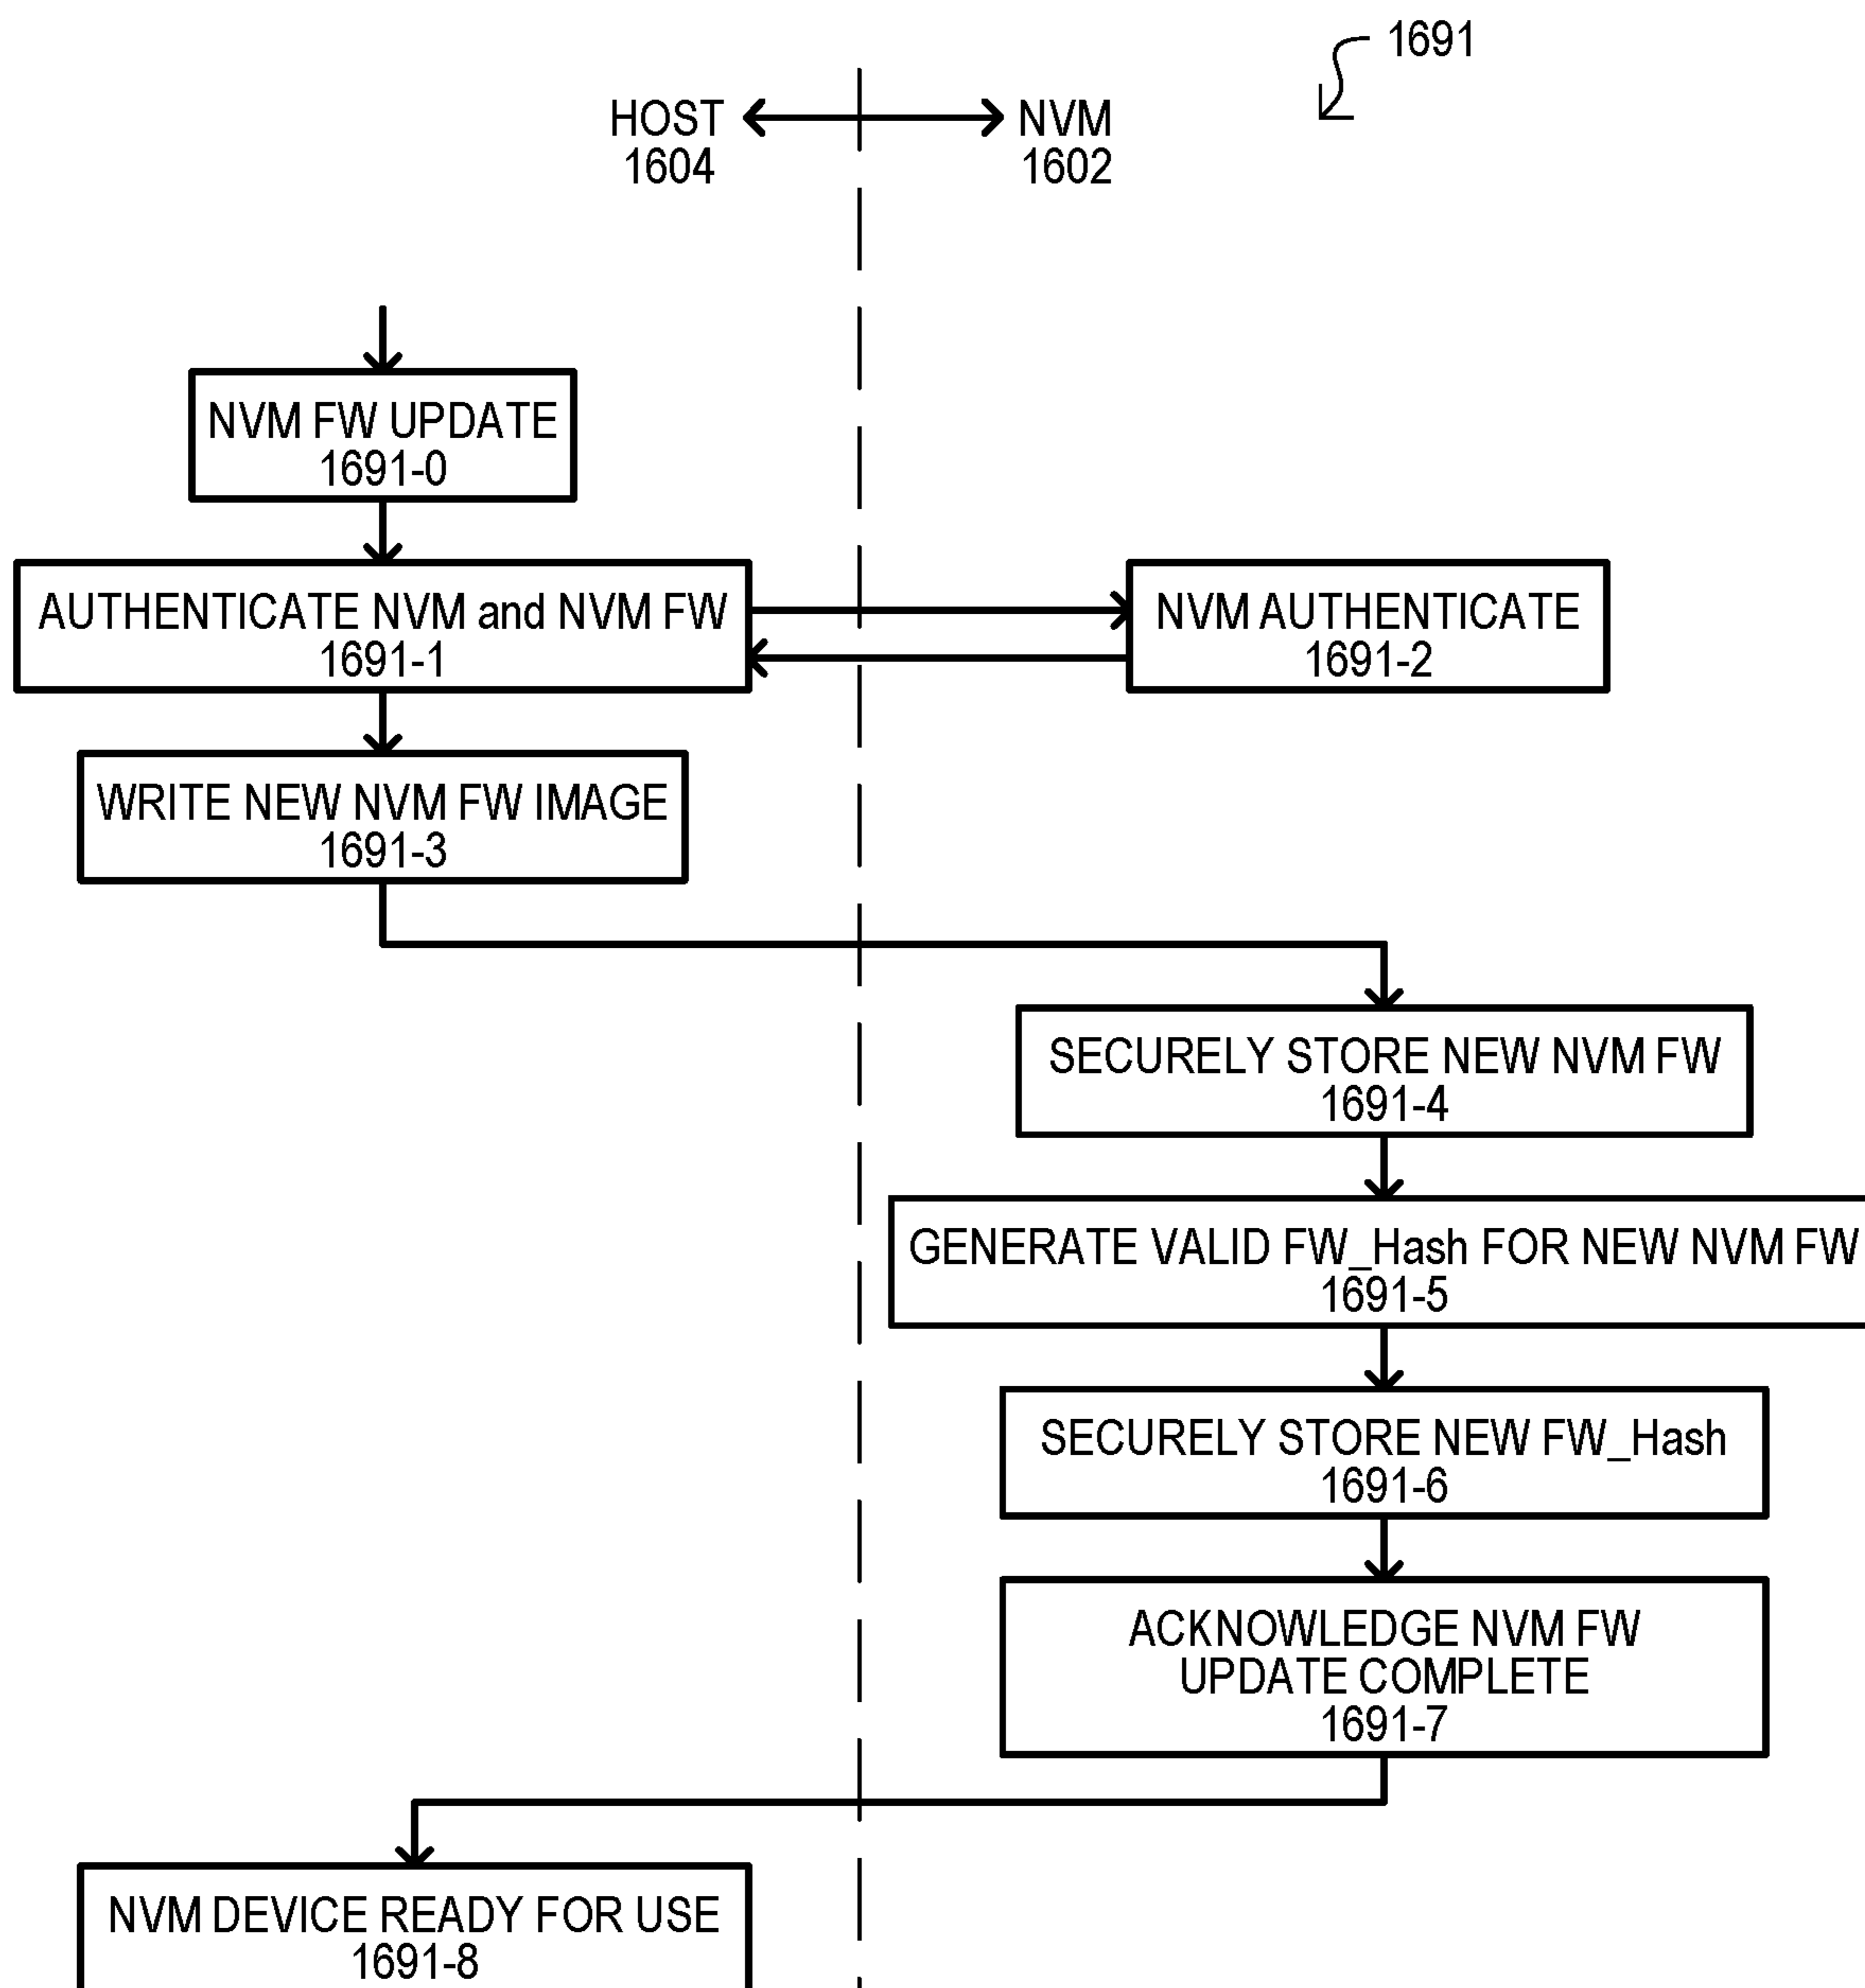 1691
HOST
1604
NVM
1602
NVM FW UPDATE
1691-0
AUTHENTICATE NVM and NVM FW
1691-1
NVM AUTHENTICATE
1691-2
WRITE NEW NVM FW IMAGE
1691-3
SECURELY STORE NEW NVM FW
1691-4
GENERATE VALID FW_Hash FOR NEW NVM FW
1691-5
SECURELY STORE NEW FW_Hash
1691-6
ACKNOWLEDGE NVM FW
UPDATE COMPLETE
1691-7
NVM DEVICE READY FOR USE
1691-8